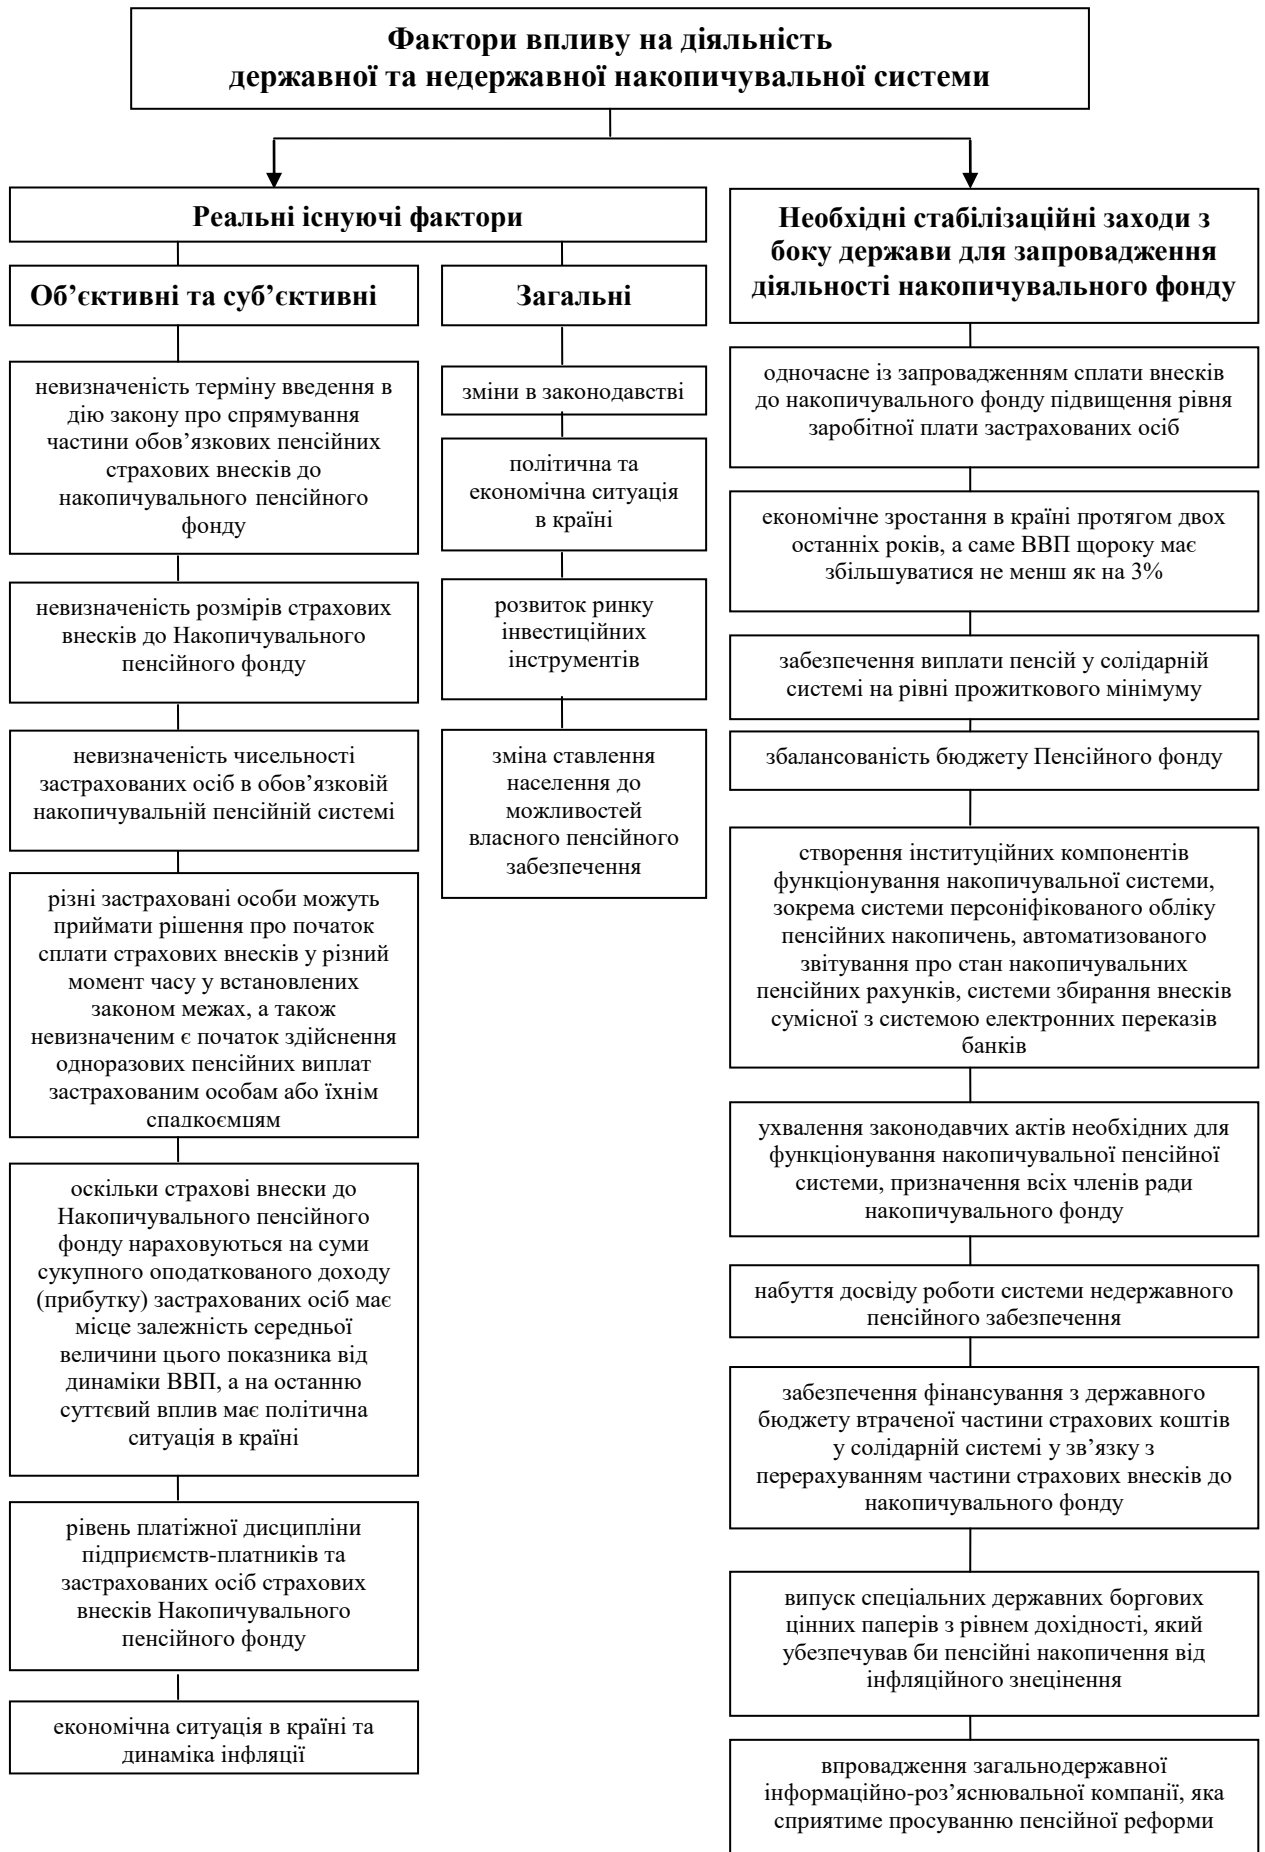 Фактори впливу на діяльність
державної та недержавної накопичувальної системи
Реальні існуючі фактори
Об’єктивні та суб’єктивні
невизначеність терміну введення в
дію закону про спрямування
частини обов’язкових пенсійних
страхових внесків до
накопичувального пенсійного
фонду
невизначеність розмірів страхових
внесків до Накопичувального
пенсійного фонду
невизначеність чисельності
застрахованих осіб в обов’язковій
накопичувальній пенсійній системі
різні застраховані особи можуть
приймати рішення про початок
сплати страхових внесків у різний
момент часу у встановлених
законом межах, а також
невизначеним є початок здійснення
одноразових пенсійних виплат
застрахованим особам або їхнім
спадкоємцям
оскільки страхові внески до
Накопичувального пенсійного
фонду нараховуються на суми
сукупного оподаткованого доходу
(прибутку) застрахованих осіб має
місце залежність середньої
величини цього показника від
динаміки ВВП, а на останню
суттєвий вплив має політична
ситуація в країні
рівень платіжної дисципліни
підприємств-платників та
застрахованих осіб страхових
внесків Накопичувального
пенсійного фонду
економічна ситуація в країні та
динаміка інфляції
Загальні
зміни в законодавстві
політична та
економічна ситуація
в країні
розвиток ринку
інвестиційних
інструментів
зміна ставлення
населення до
можливостей
власного пенсійного
забезпечення
Необхідні стабілізаційні заходи з
боку держави для запровадження
діяльності накопичувального фонду
одночасне із запровадженням сплати внесків
до накопичувального фонду підвищення рівня
заробітної плати застрахованих осіб
економічне зростання в країні протягом двох
останніх років, а саме ВВП щороку має
збільшуватися не менш як на 3%
забезпечення виплати пенсій у солідарній
системі на рівні прожиткового мінімуму
збалансованість бюджету Пенсійного фонду
створення інституційних компонентів
функціонування накопичувальної системи,
зокрема системи персоніфікованого обліку
пенсійних накопичень, автоматизованого
звітування про стан накопичувальних
пенсійних рахунків, системи збирання внесків
сумісної з системою електронних переказів
банків
ухвалення законодавчих актів необхідних для
функціонування накопичувальної пенсійної
системи, призначення всіх членів ради
накопичувального фонду
набуття досвіду роботи системи недержавного
пенсійного забезпечення
забезпечення фінансування з державного
бюджету втраченої частини страхових коштів
у солідарній системі у зв’язку з
перерахуванням частини страхових внесків до
накопичувального фонду
випуск спеціальних державних боргових
цінних паперів з рівнем дохідності, який
убезпечував би пенсійні накопичення від
інфляційного знецінення
впровадження загальнодержавної
інформаційно-роз’яснювальної компанії, яка
сприятиме просуванню пенсійної реформи